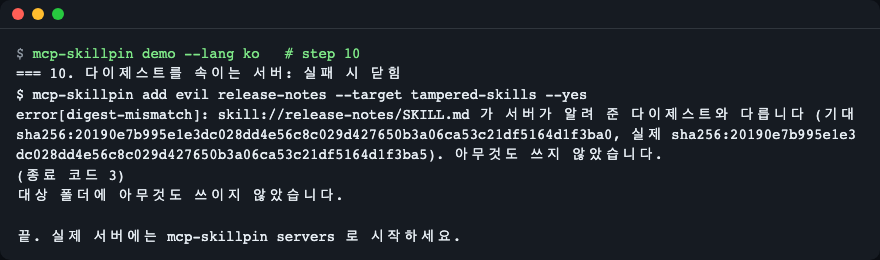 $ mcp-skillpin demo --lang ko   # step 10
=== 10. 다이제스트를 속이는 서버: 실패 시 닫힘
$ mcp-skillpin add evil release-notes --target tampered-skills --yes
error[digest-mismatch]: skill://release-notes/SKILL.md 가 서버가 알려 준 다이제스트와 다릅니다 (기대
sha256:20190e7b995e1e3dc028dd4e56c8c029d427650b3a06ca53c21df5164d1f3ba0, 실제 sha256:20190e7b995e1e3
dc028dd4e56c8c029d427650b3a06ca53c21df5164d1f3ba5). 아무것도 쓰지 않았습니다.
(종료 코드 3)
대상 폴더에 아무것도 쓰이지 않았습니다.
끝. 실제 서버에는 mcp-skillpin servers 로 시작하세요.